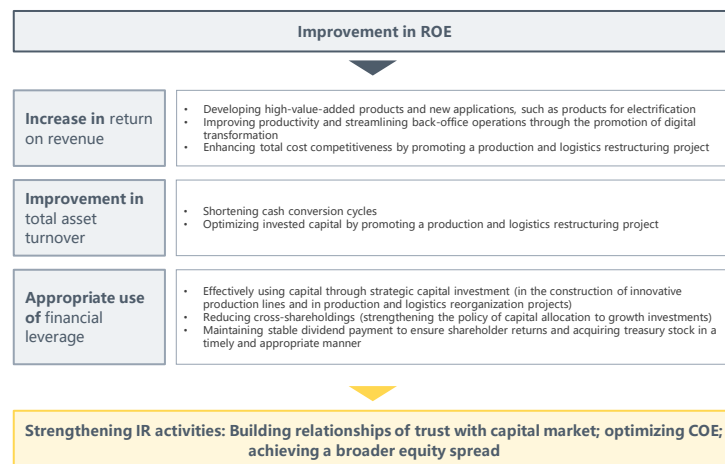 Improvement in ROE
Increase in return
on revenue
• Developing high-value-added products and new applications, such as products for electrification
• Improving productivity and streamlining back-office operations through the promotion of digital
transformation
• Enhancing total cost competitiveness by promoting a production and logistics restructuring project
Improvement in
total asset
turnover
• Shortening cash conversion cycles
• Optimizing invested capital by promoting a production and logistics restructuring project
Appropriate use
of financial
leverage
• Effectively using capital through strategic capital investment (in the construction of innovative
production lines and in production and logistics reorganization projects)
• Reducing cross-shareholdings (strengthening the policy of capital allocation to growth investments)
• Maintaining stable dividend payment to ensure shareholder returns and acquiring treasury stock in a
timely and appropriate manner
Strengthening IR activities: Building relationships of trust with capital market; optimizing COE;
achieving a broader equity spread